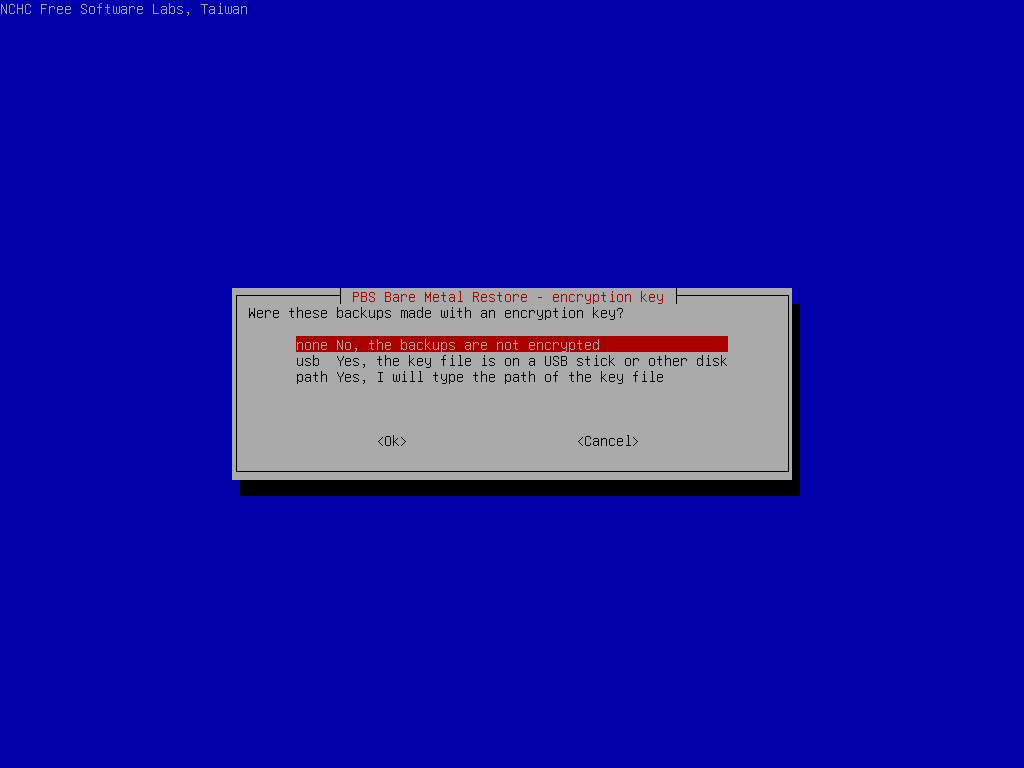 NCHC Free Software Labs, Taiwan
PBS Bare Metal Restore - encryption key
Were these backups made with an encryption key?
none No, the backups are not encrypted
usb  Yes, the key file is on a USB stick or other disk
path Yes, I will type the path of the key file
<Ok> <Cancel>